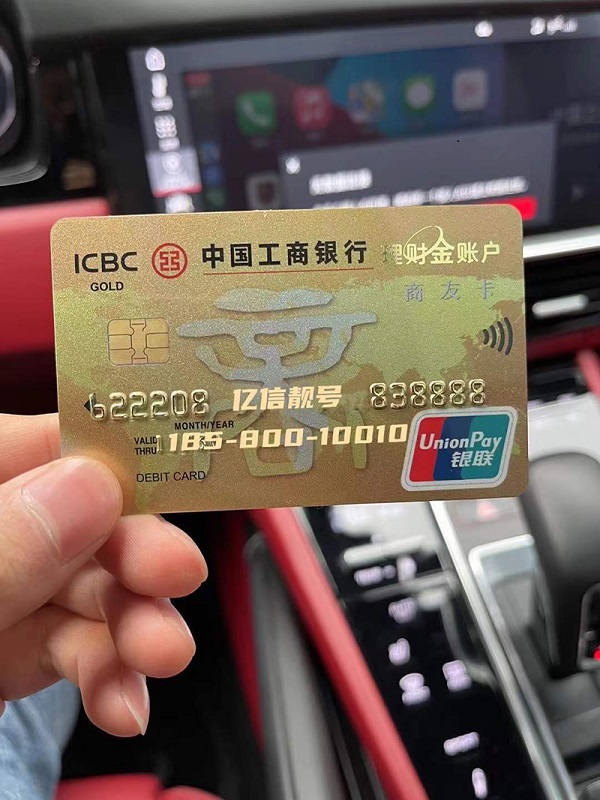 ICBC 中国工商银行 理财金账户
GOLD
商友卡
622208 亿信靓号 838888
MONTH/YEAR
VALID THRU 186-800-10010
DEBIT CARD
UnionPay
银联